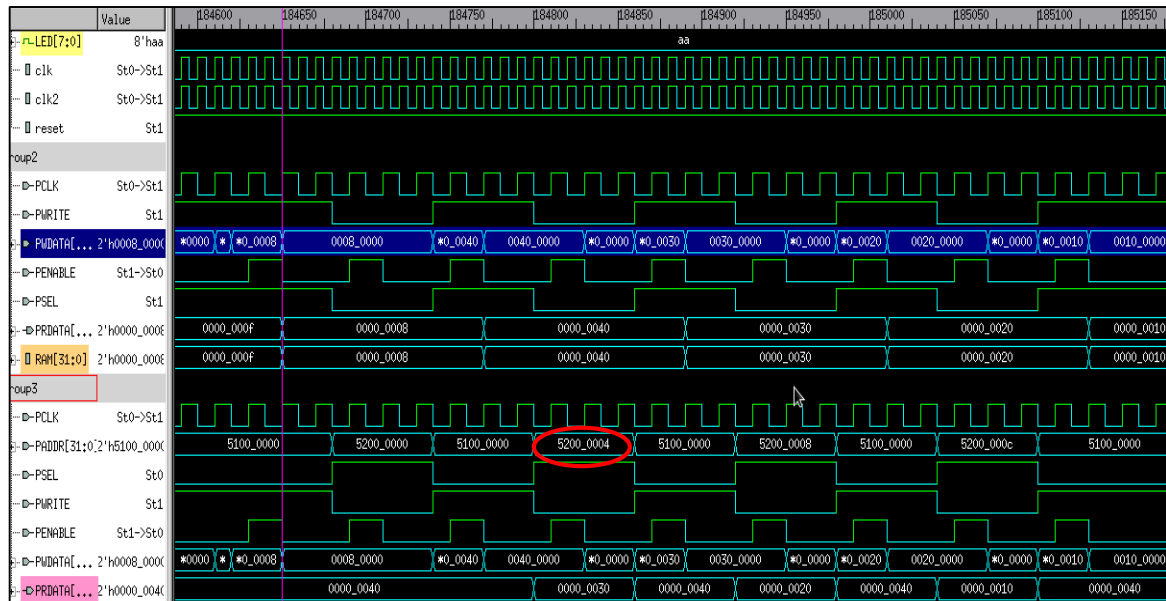 Value 184600 184650 184700 184750 184800 184850 184900 184950 185000 185050 185100 185150
LED[7:0] 8'haa aa
clk St0->St1
clk2 St0->St1
reset St1
roup2
PCLK St0->St1
PWRITE St1
PWDATA[... 2'h0008_000( *0000 * *0_0008 0008_0000 *0_0040 0040_0000 *0_0000 *0_0030 0030_0000 *0_0000 *0_0020 0020_0000 *0_0000 *0_0010 0010_0000
PENABLE St1->St0
PSEL St1
PRDATA[... 2'h0000_000 0000_000f 0000_0008 0000_0040 0000_0030 0000_0020 0000_0010
RAM[31:0] 2'h0000_000 0000_000f 0000_0008 0000_0040 0000_0030 0000_0020 0000_0010
roup3
PCLK St0->St1
PADDR[31:0] 2'h5100_000( 5100_0000 5200_0000 5100_0000 5200_0004 5100_0000 5200_0008 5100_0000 5200_000c 5100_0000
PSEL St0
PWRITE St1
PENABLE St1->St0
PWDATA[... 2'h0008_000( *0000 * *0_0008 0008_0000 *0_0040 0040_0000 *0_0000 *0_0030 0030_0000 *0_0000 *0_0020 0020_0000 *0_0000 *0_0010 0010_0000
PRDATA[... 2'h0000_004( 0000_0040 0000_0030 0000_0040 0000_0020 0000_0040 0000_0010 0000_0040